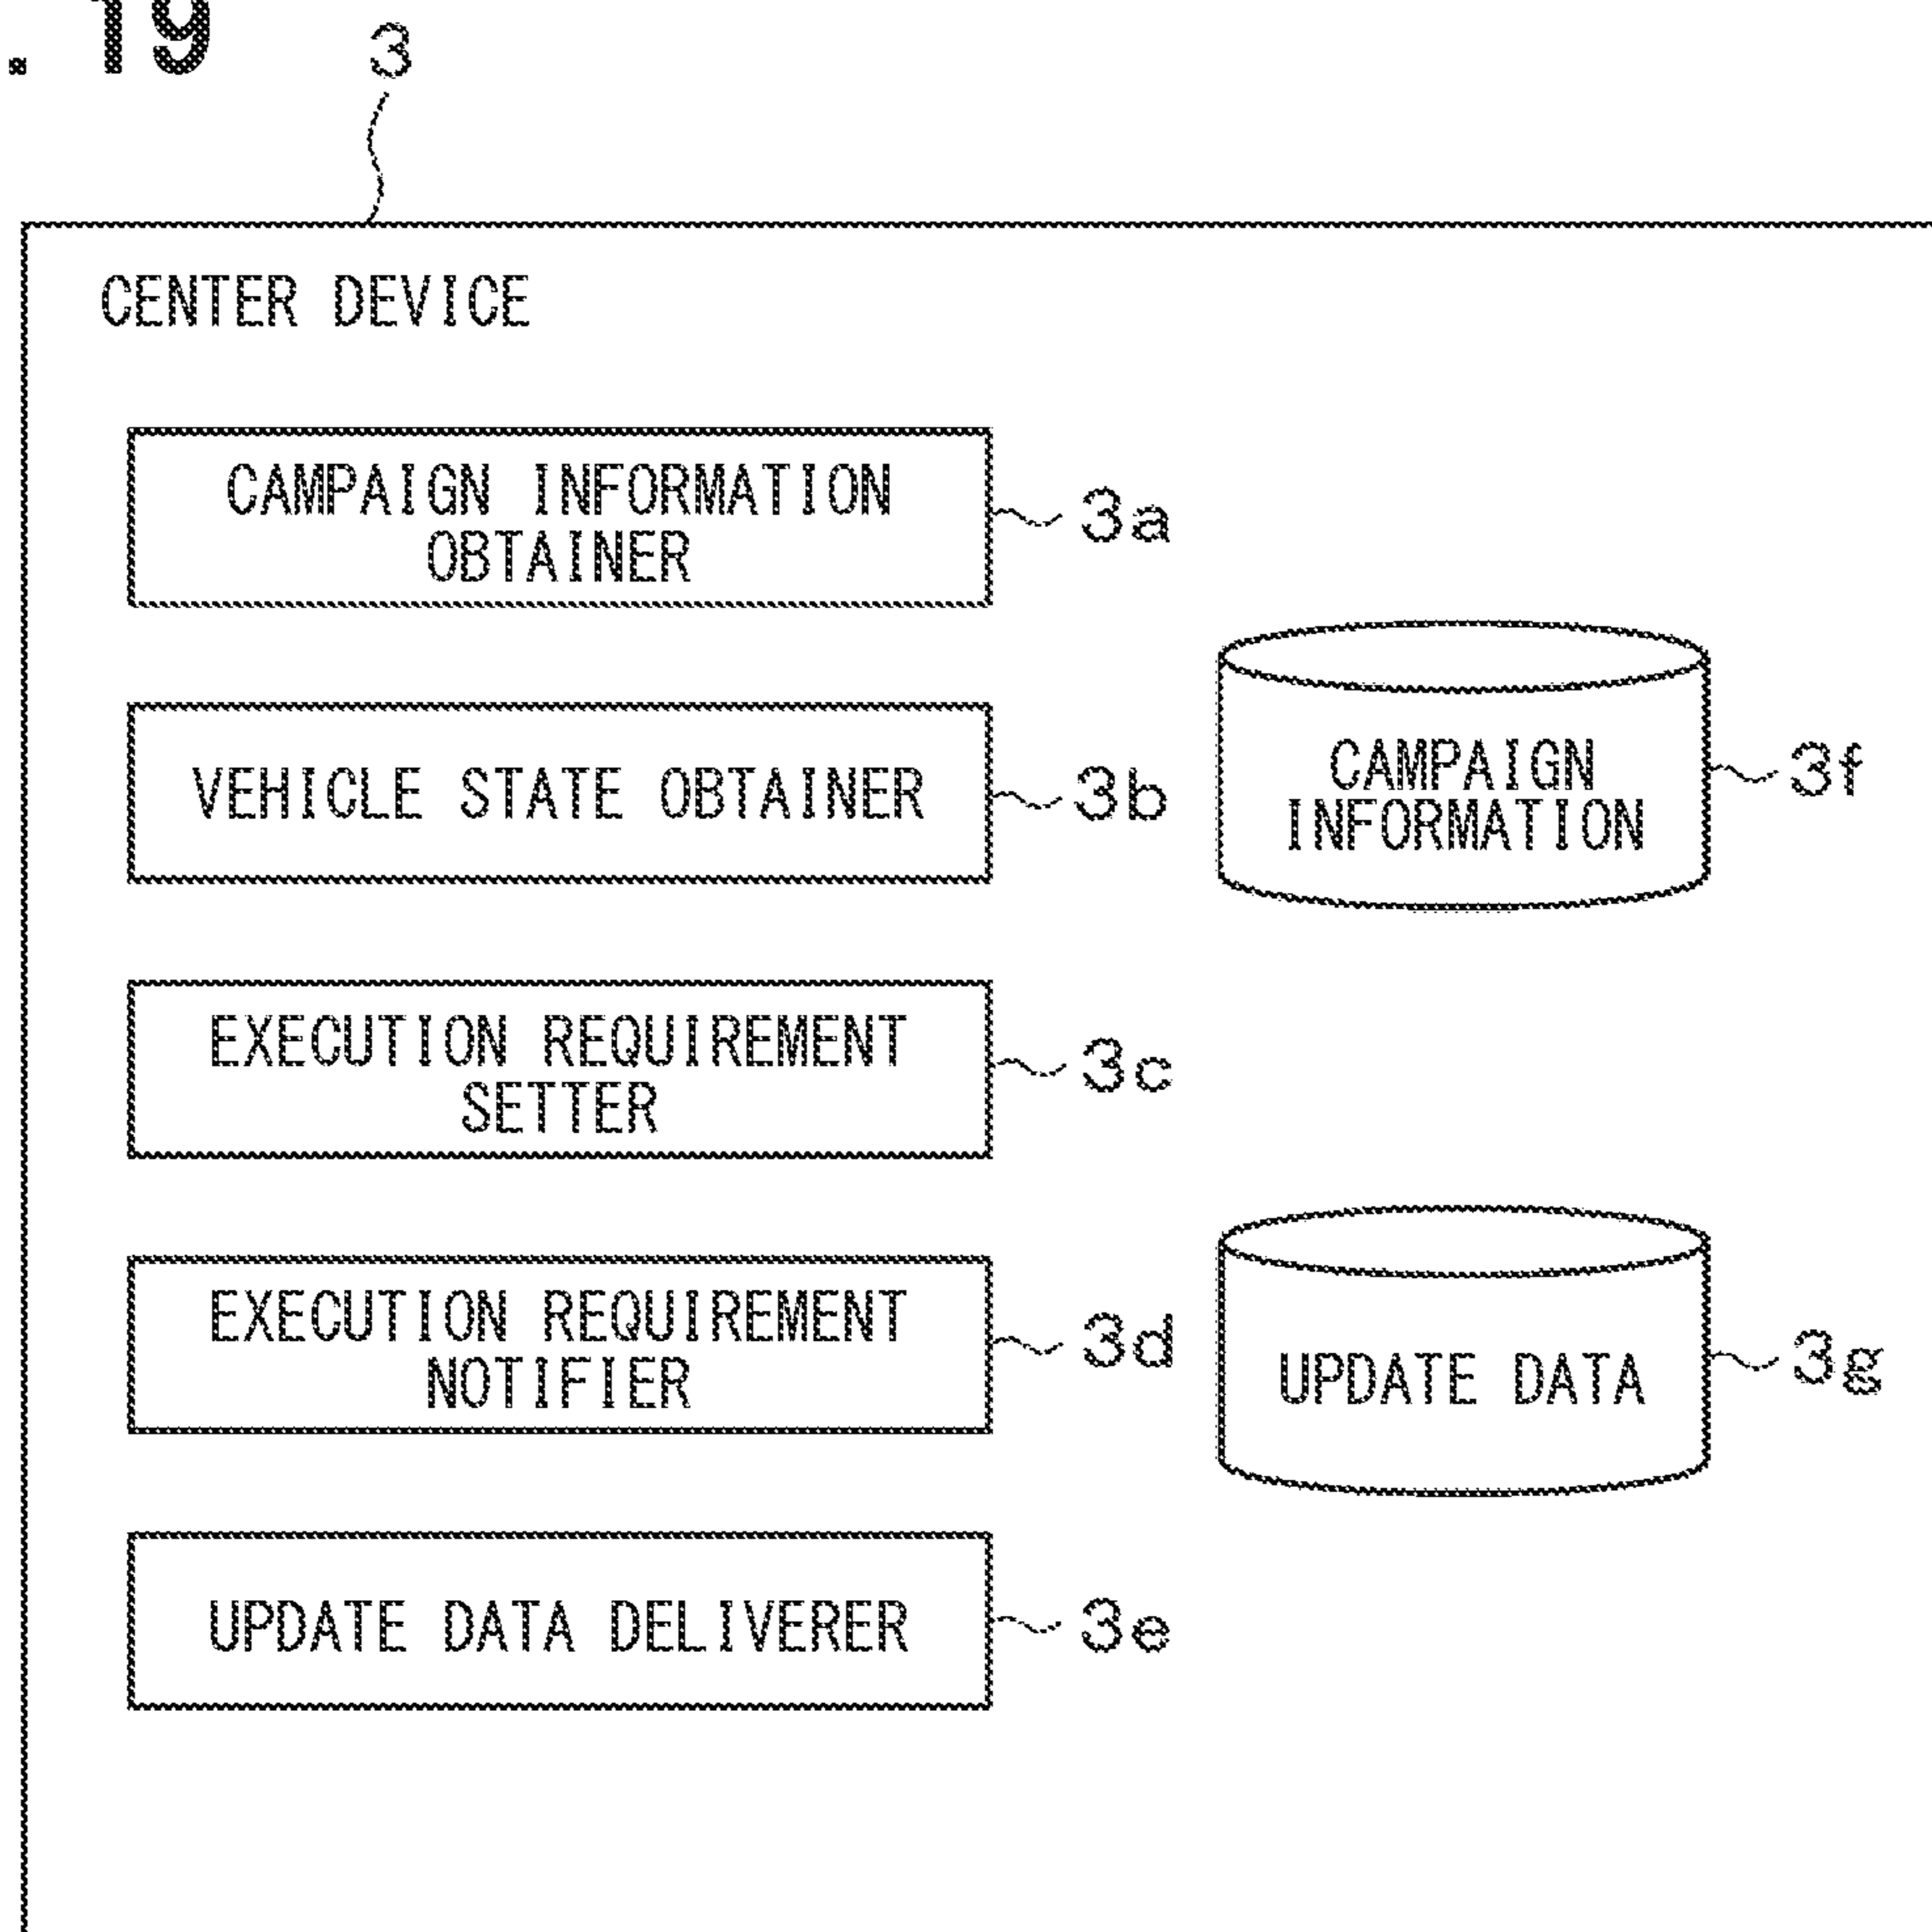 . 19
3
CENTER DEVICE
CAMPAIGN INFORMATION
OBTAINER
3a
VEHICLE STATE OBTAINER
3b
CAMPAIGN
INFORMATION
3f
EXECUTION REQUIREMENT
SETTER
3c
EXECUTION REQUIREMENT
NOTIFIER
3d
UPDATE DATA
3g
UPDATE DATA DELIVERER
3e